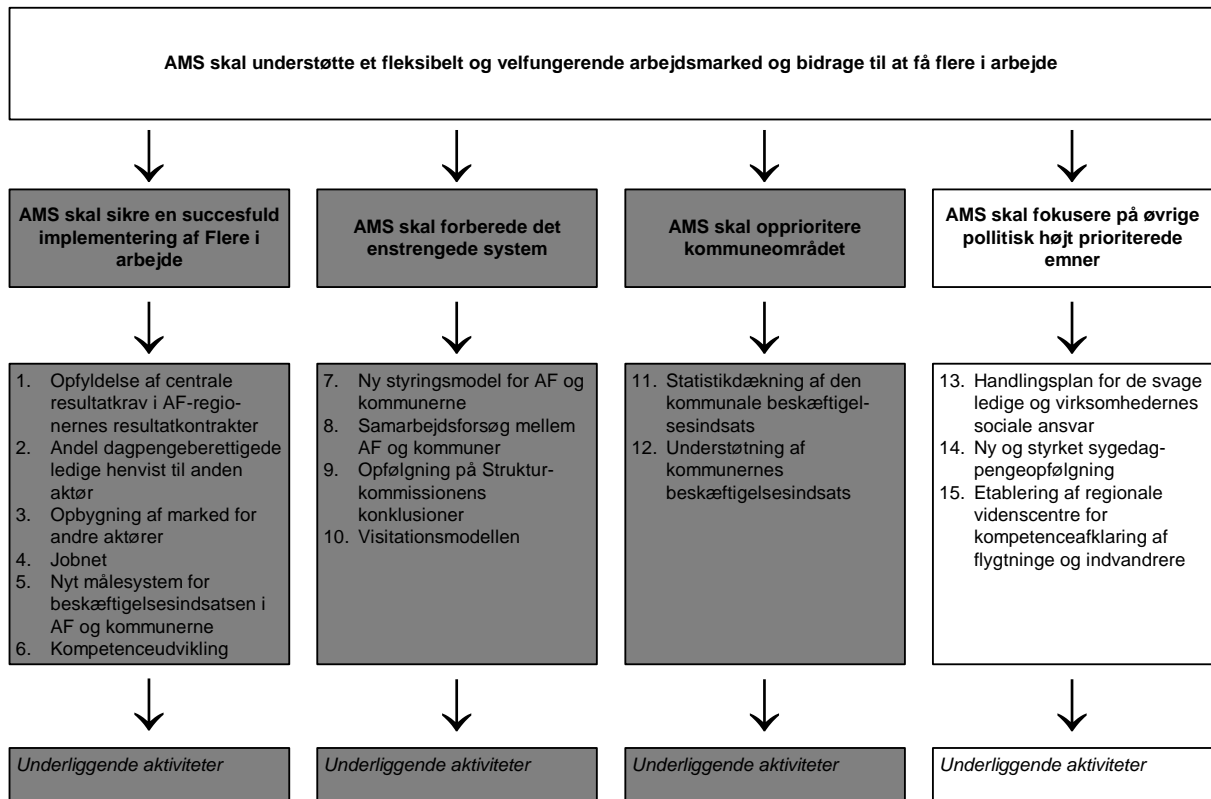 AMS skal understøtte et fleksibelt og velfungerende arbejdsmarked og bidrage til at få flere i arbejde
AMS skal sikre en succesfuld
implementering af Flere i
arbejde
AMS skal forberede det
enstrengede system
AMS skal opprioritere
kommuneområdet
AMS skal fokusere på øvrige
pollitisk højt prioriterede
emner
1. Opfyldelse af centrale
resultatkrav i AF-regio-
nernes resultatkontrakter
2. Andel dagpengeberettigede
ledige henvist til anden
aktør
3. Opbygning af marked for
andre aktører
4. Jobnet
5. Nyt målesystem for
beskæftigelsesindsatsen i
AF og kommunerne
6. Kompetenceudvikling
7. Ny styringsmodel for AF og
kommunerne
8. Samarbejdsforsøg mellem
AF og kommuner
9. Opfølgning på Struktur-
kommissionens
konklusioner
10. Visitationsmodellen
11. Statistikdækning af den
kommunale beskæftigel-
sesindsats
12. Understøtning af
kommunernes
beskæftigelsesindsats
13. Handlingsplan for de svage
ledige og virksomhedernes
sociale ansvar
14. Ny og styrket sygedag-
pengeopfølgning
15. Etablering af regionale
videnscentre for
kompetenceafklaring af
flygtninge og indvandrere
Underliggende aktiviteter
Underliggende aktiviteter
Underliggende aktiviteter
Underliggende aktiviteter